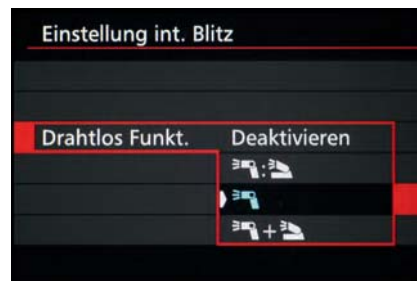 Einstellung int. Blitz
Drahtlos Funkt. Deaktivieren
:
+